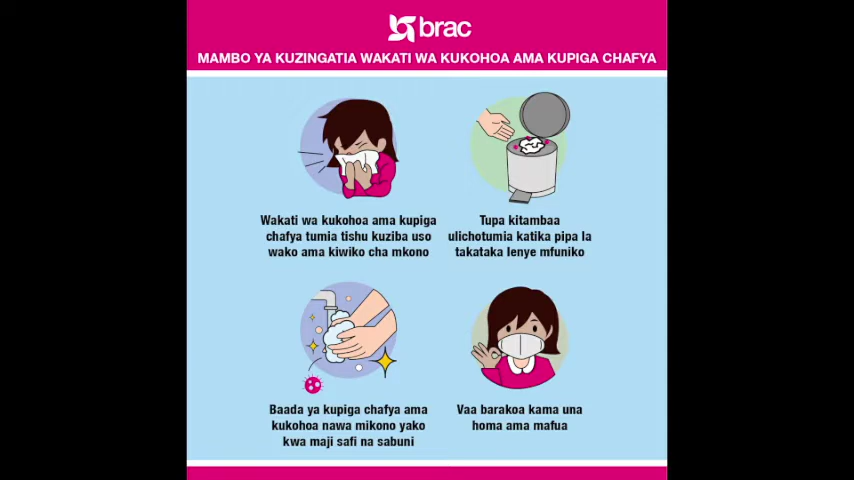 brac
MAMBO YA KUZINGATIA WAKATI WA KUKOHOA AMA KUPIGA CHAFYA
Wakati wa kukohoa ama kupiga
chafya tumia tishu kuziba uso
wako ama kiwiko cha mkono
Tupa kitambaa
ulichotumia katika pipa la
takataka lenye mfuniko
Baada ya kupiga chafya ama
kukohoa nawa mikono yako
kwa maji safi na sabuni
Vaa barakoa kama una
homa ama mafua